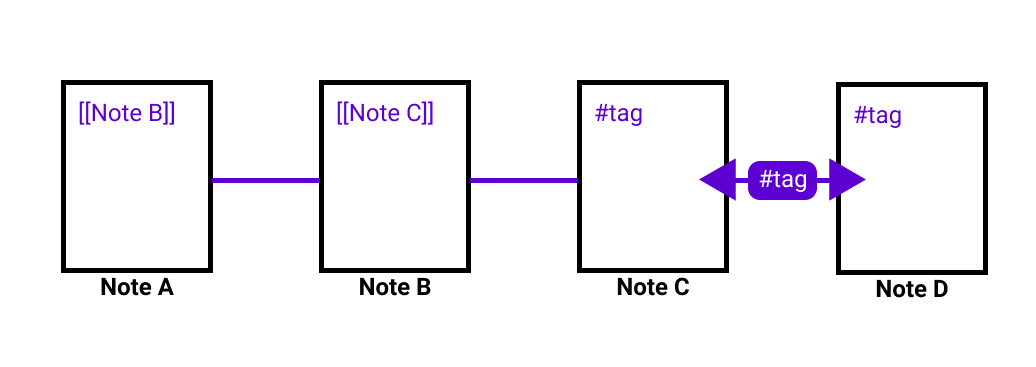 [[Note B]]
[[Note C]]
#tag
#tag
#tag
Note A
Note B
Note C
Note D